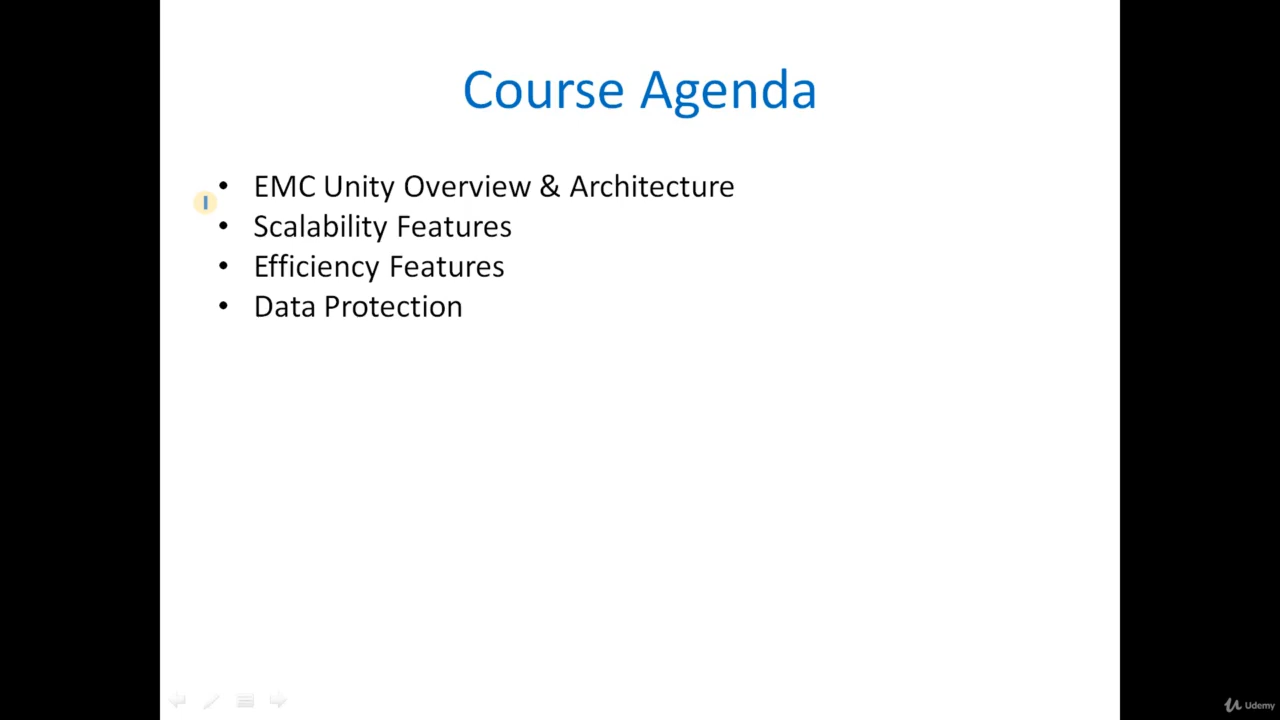 Course Agenda
• EMC Unity Overview & Architecture
• Scalability Features
• Efficiency Features
• Data Protection
Udemy